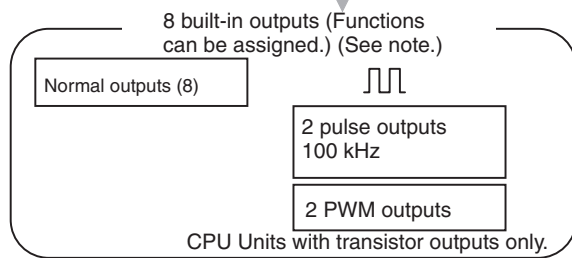 8 built-in outputs (Functions
can be assigned.) (See note.)
Normal outputs (8)
2 pulse outputs
100 kHz
2 PWM outputs
CPU Units with transistor outputs only.